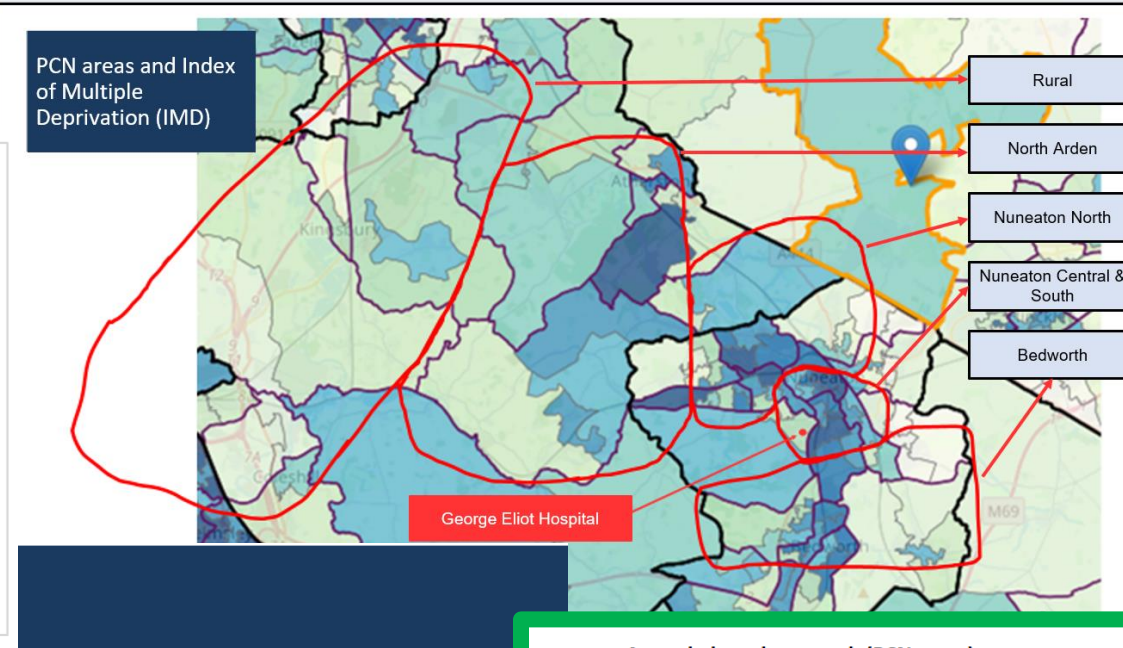 PCN areas and Index
of Multiple
Deprivation (IMD)
Rural
North Arden
Nuneaton North
Nuneaton Central &
South
Bedworth
Kingsbury
A444
M69
George Eliot Hospital